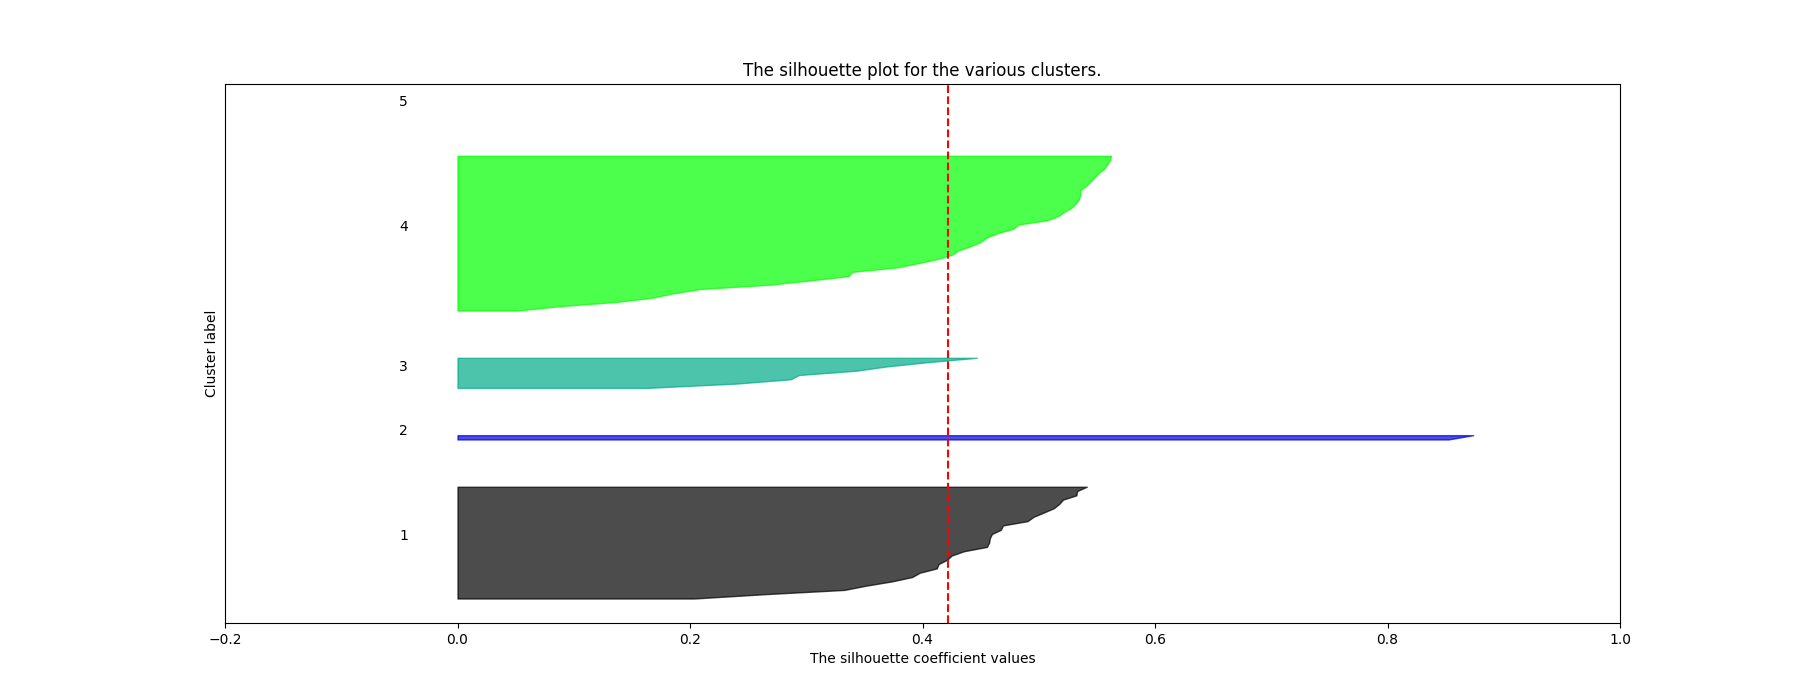 The silhouette plot for the various clusters.
5
4
3
2
1
Cluster label
−0.2 0.0 0.2 0.4 0.6 0.8 1.0
The silhouette coefficient values